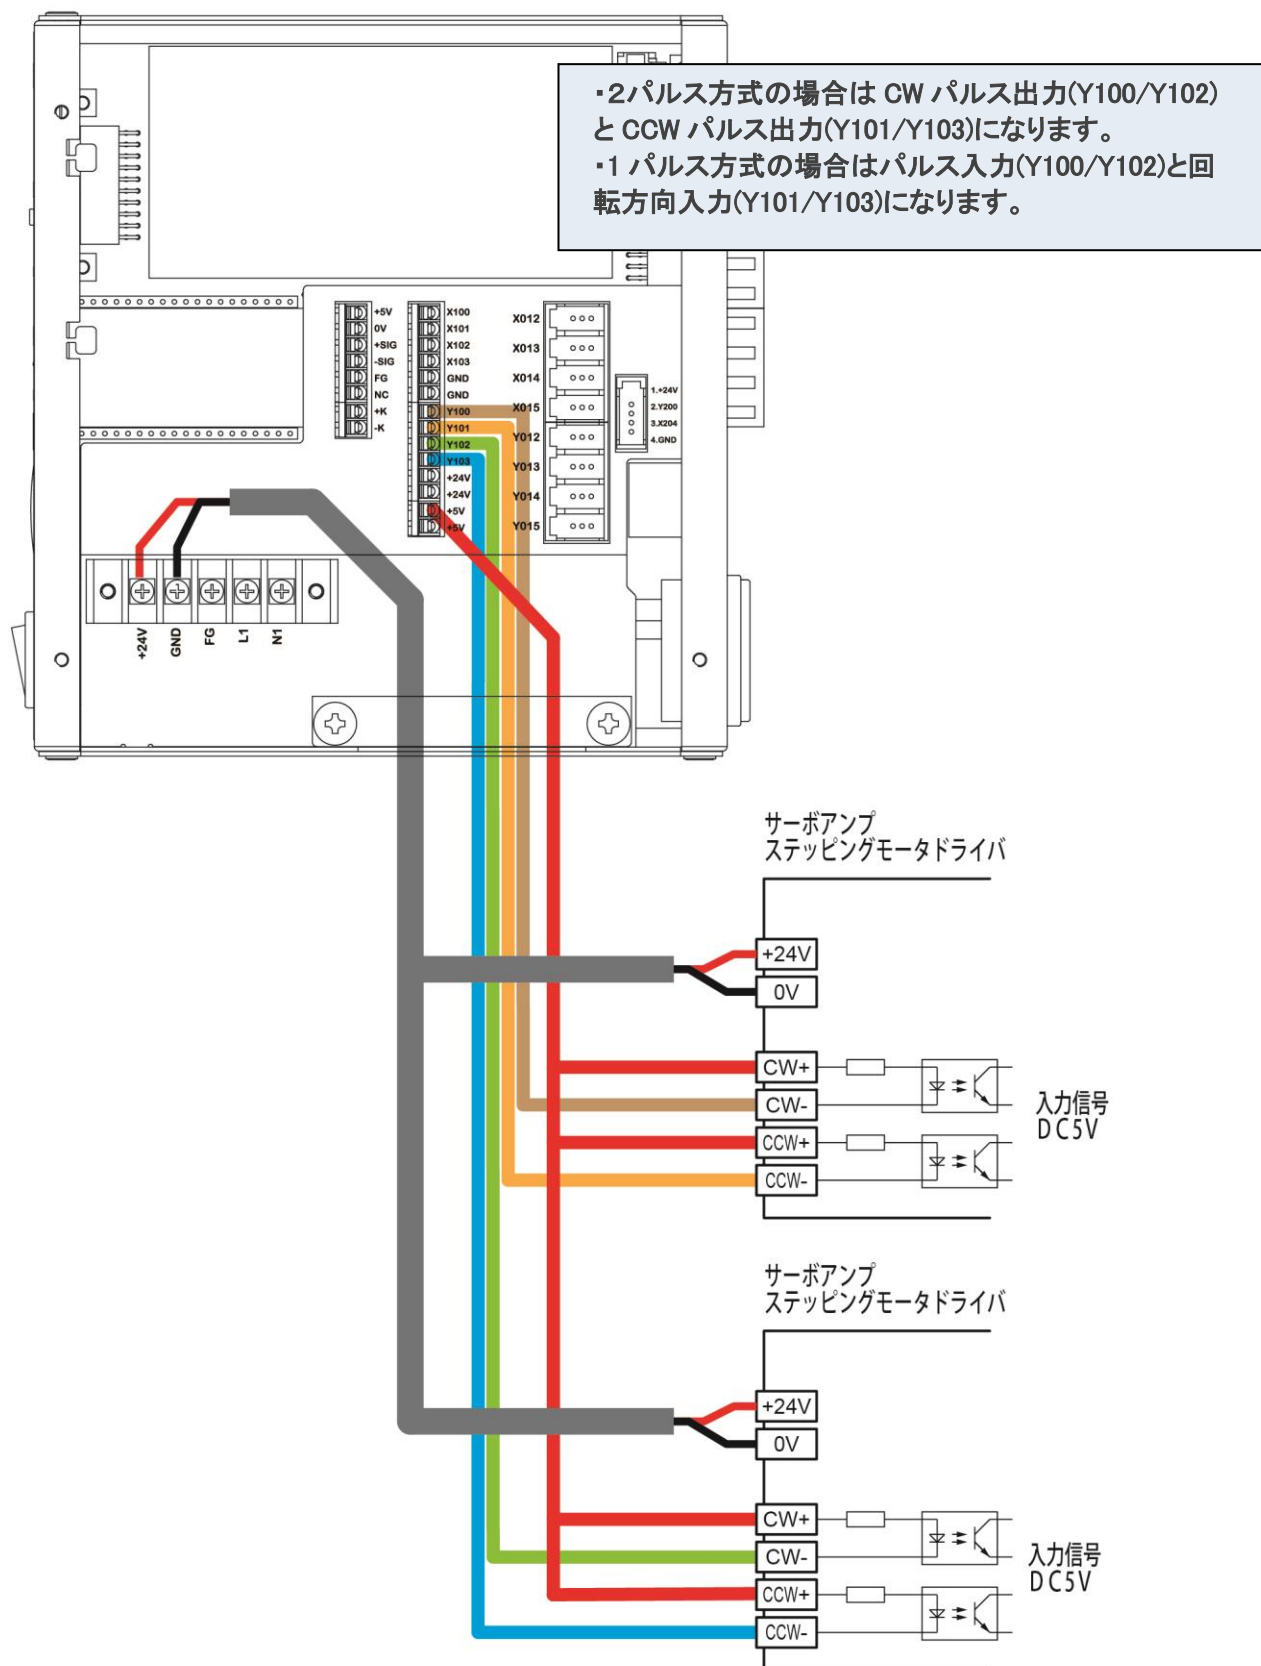 ・2パルス方式の場合は CW パルス出力(Y100/Y102)
と CCW パルス出力(Y101/Y103)になります。
・1 パルス方式の場合はパルス入力(Y100/Y102)と回
転方向入力(Y101/Y103)になります。
+5V
0V
+SIG
-SIG
FG
NC
+K
-K
X100
X101
X102
X103
GND
GND
Y100
Y101
Y102
Y103
+24V
+24V
+5V
+5V
X012
X013
X014
X015
Y012
Y013
Y014
Y015
1.+24V
2.Y200
3.X204
4.GND
+24V
GND
FG
L1
N1
サーボアンプ
ステッピングモータドライバ
+24V
0V
CW+
CW-
CCW+
CCW-
入力信号
DC5V
サーボアンプ
ステッピングモータドライバ
+24V
0V
CW+
CW-
CCW+
CCW-
入力信号
DC5V